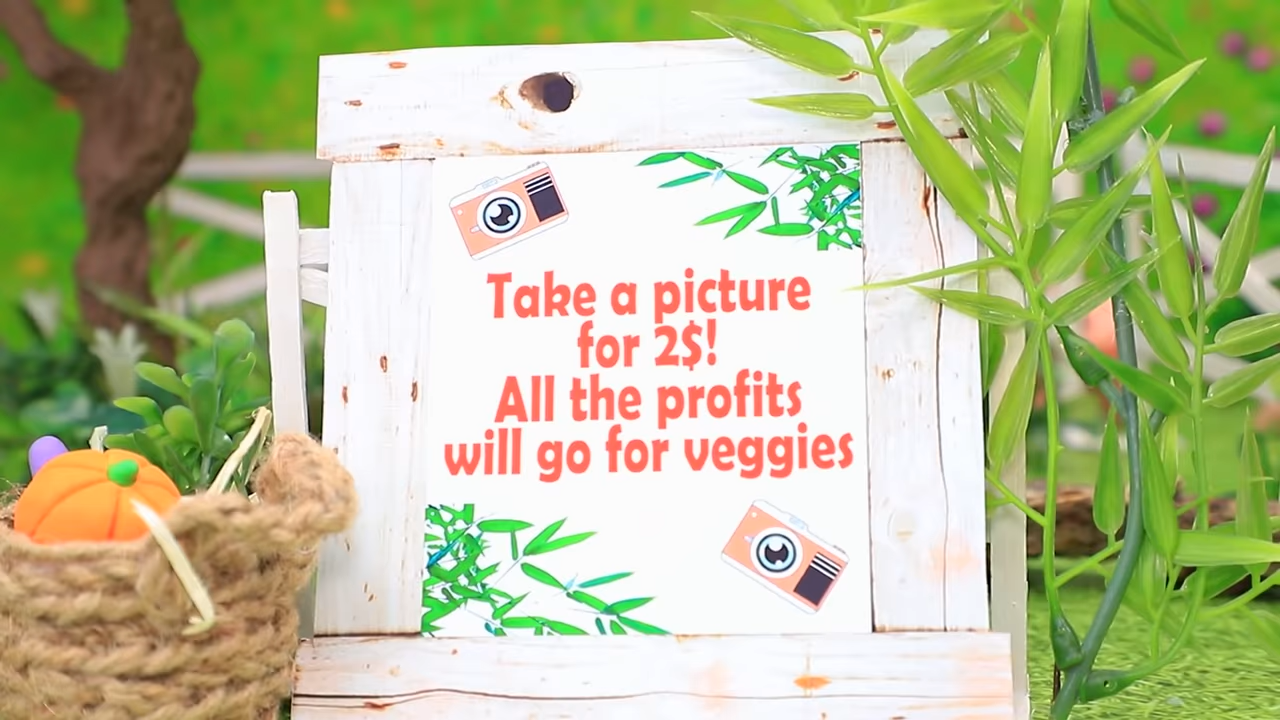 Take a picture
for 2$!
All the profits
will go for veggies